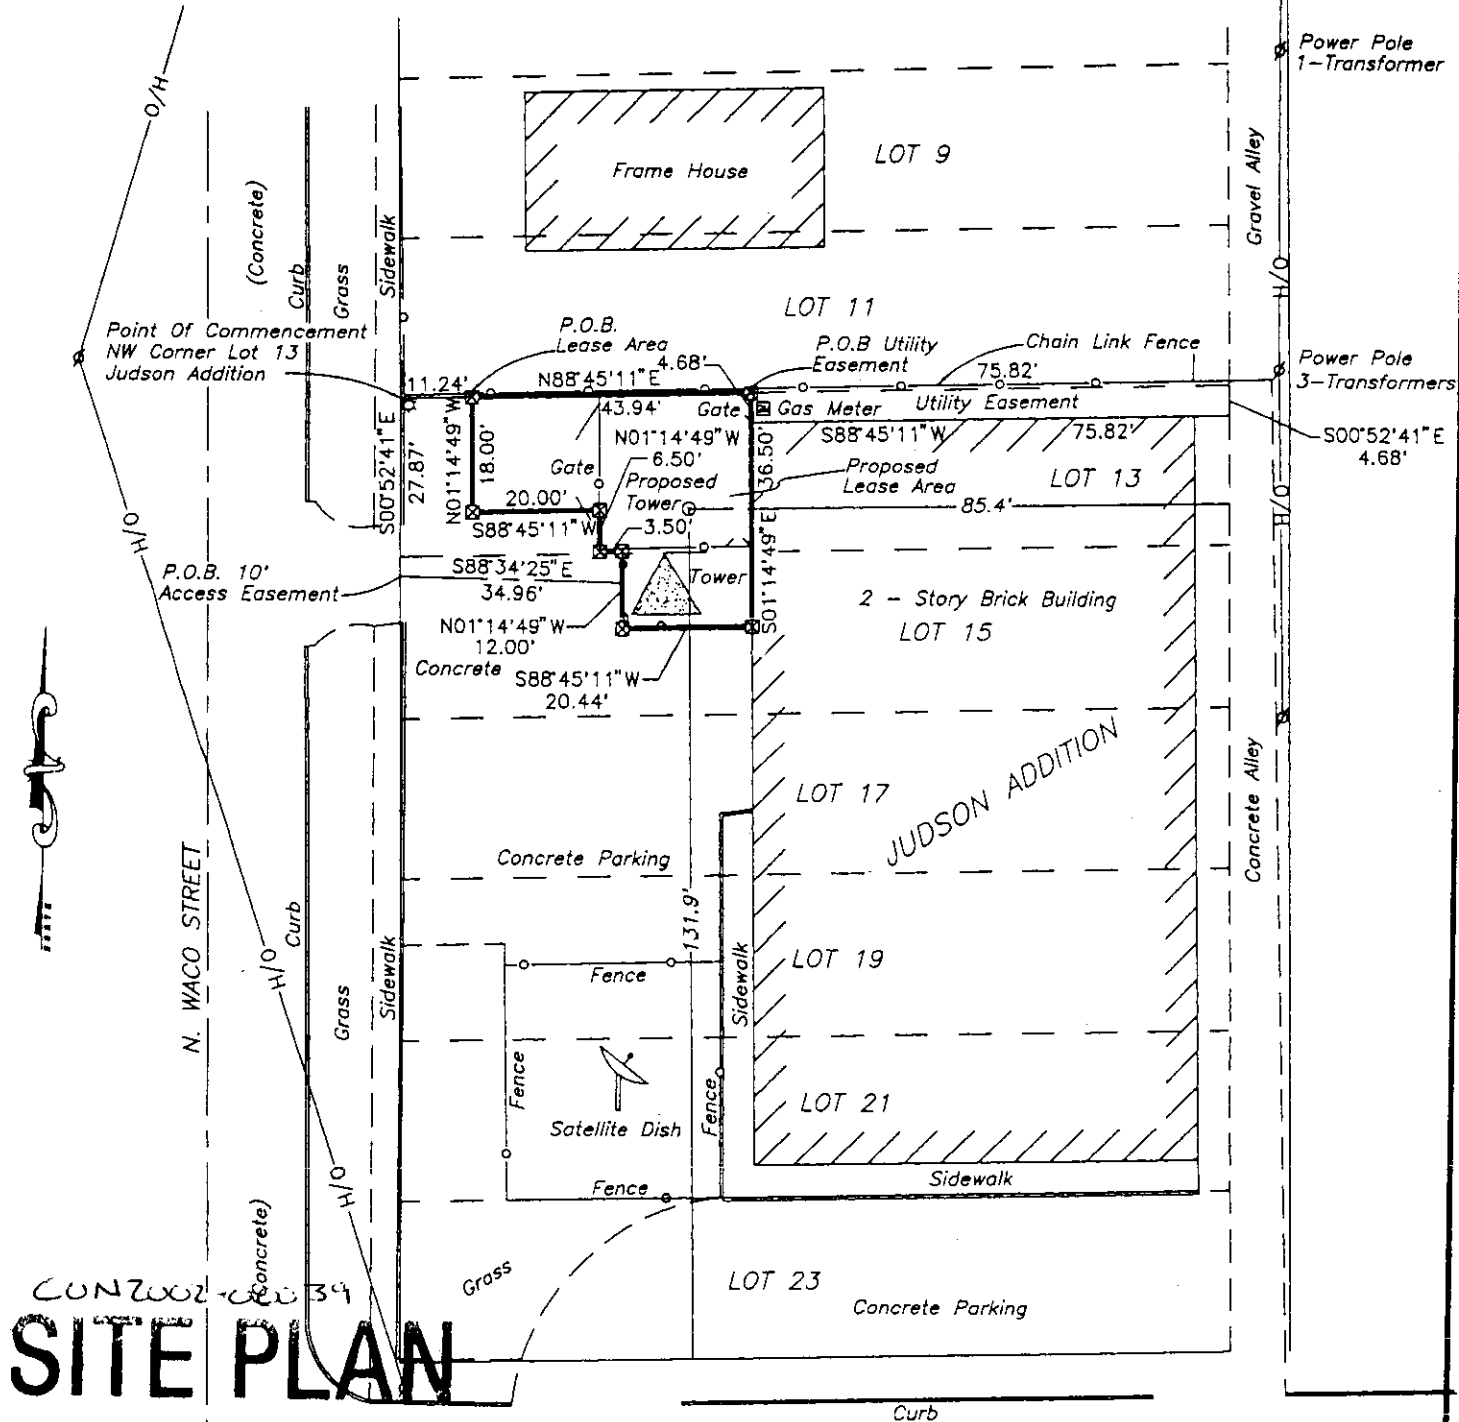 Power Pole
1-Transformer
O/H
LOT 9
Frame House
Gravel Alley
(Concrete)
Curb
Grass
Sidewalk
O/H
LOT 11
Point Of Commencement
NW Corner Lot 13
Judson Addition
P.O.B.
Lease Area
4.68'
P.O.B Utility
Easement
Chain Link Fence
75.82'
Power Pole
3-Transformers
11.24'
N88°45'11"E
43.94'
Gate
Gas Meter
Utility Easement
S88°45'11"W
75.82'
S00°52'41"E
4.68'
S00°52'41"E
27.87'
N01°14'49"W
18.00'
N01°14'49"W
6.50'
Gate
Proposed
Tower
36.50'
S01°14'49"E
Proposed
Lease Area
LOT 13
20.00'
S88°45'11"W
3.50'
85.4'
O/H
O/H
P.O.B. 10'
Access Easement
S88°34'25"E
34.96'
Tower
2 - Story Brick Building
LOT 15
N01°14'49"W
12.00'
Concrete
S88°45'11"W
20.44'
JUDSON ADDITION
LOT 17
Concrete Alley
Concrete Parking
N. WACO STREET
Curb
131.9'
Grass
Sidewalk
O/H
Fence
Sidewalk
LOT 19
Fence
Satellite Dish
Fence
LOT 21
O/H
Fence
Sidewalk
(Concrete)
Grass
LOT 23
Concrete Parking
SITE PLAN
Curb